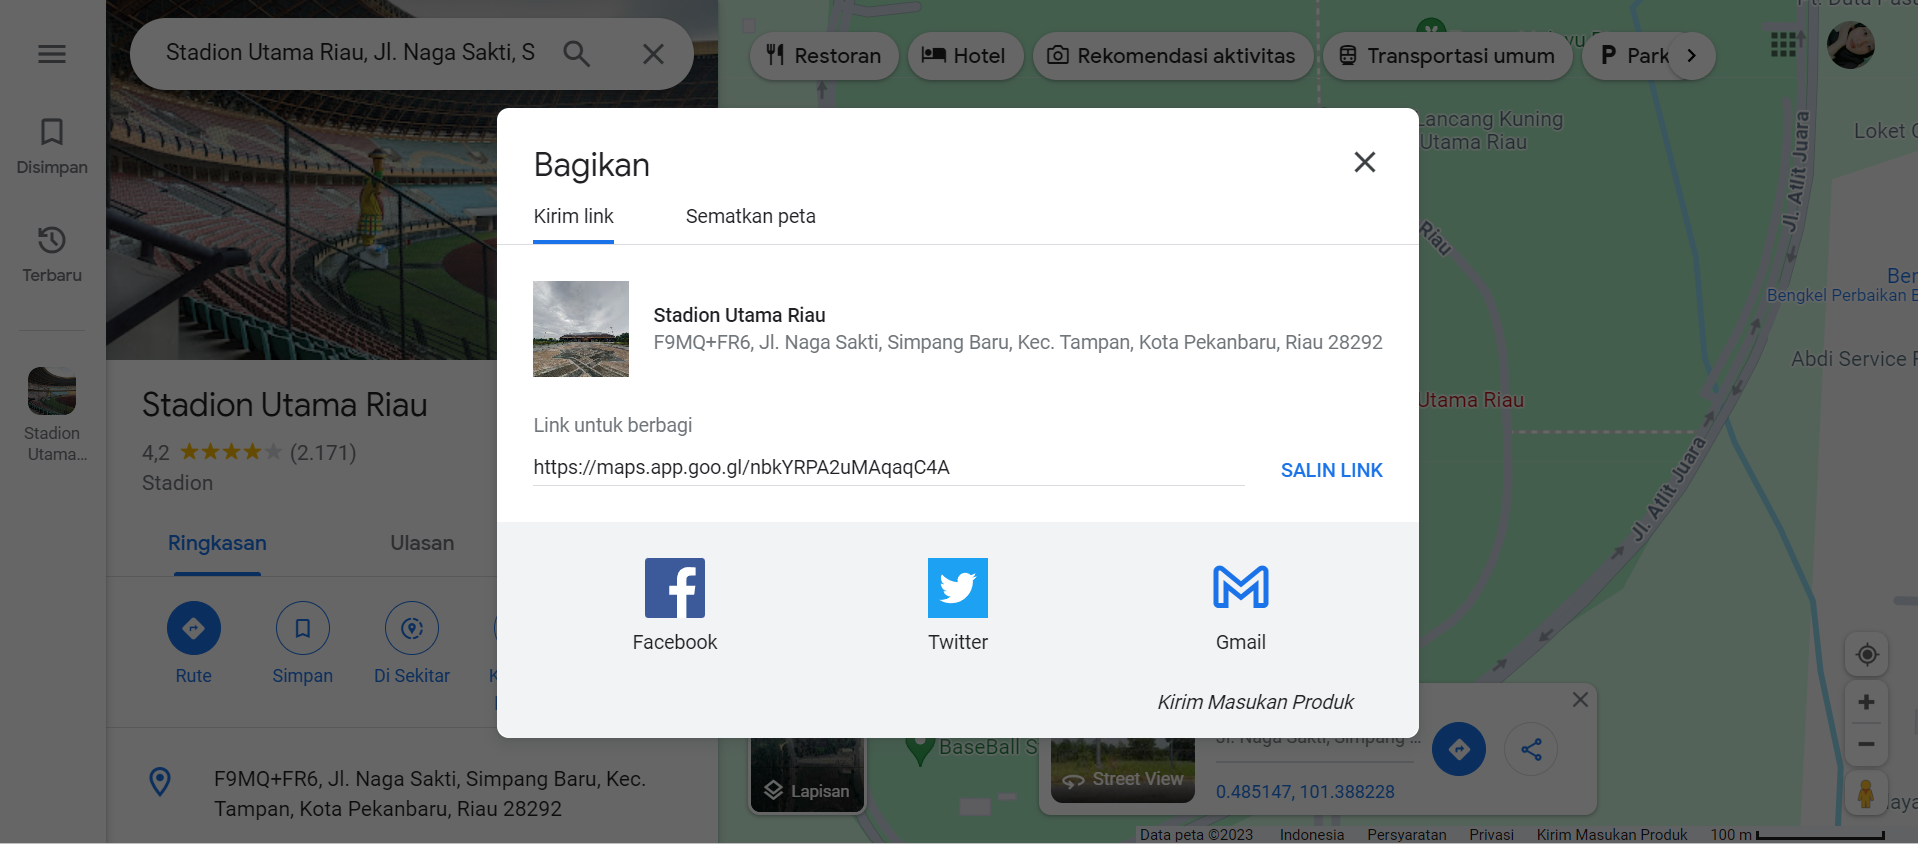 Stadion Utama Riau, Jl. Naga Sakti, S
Restoran
Hotel
Rekomendasi aktivitas
Transportasi umum
Park
Disimpan
Terbaru
Stadion
Utama...
Stadion Utama Riau
4,2 (2.171)
Stadion
Ringkasan
Ulasan
Rute
Simpan
Di Sekitar
F9MQ+FR6, Jl. Naga Sakti, Simpang Baru, Kec.
Tampan, Kota Pekanbaru, Riau 28292
Bagikan
Kirim link
Sematkan peta
Stadion Utama Riau
F9MQ+FR6, Jl. Naga Sakti, Simpang Baru, Kec. Tampan, Kota Pekanbaru, Riau 28292
Link untuk berbagi
https://maps.app.goo.gl/nbkYRPA2uMAqaqC4A
SALIN LINK
Facebook
Twitter
Gmail
Kirim Masukan Produk
Lancang Kuning
Utama Riau
Jl. Atlit Juara
Loket
Riau
Bengkel Perbaikan
Abdi Service
Utama Riau
Jl. Atlit Juara
BaseBall S
Lapisan
Street View
Jl. Naga Sakti, Simpang ...
0.485147, 101.388228
Data peta ©2023
Indonesia
Persyaratan
Privasi
Kirim Masukan Produk
100 m